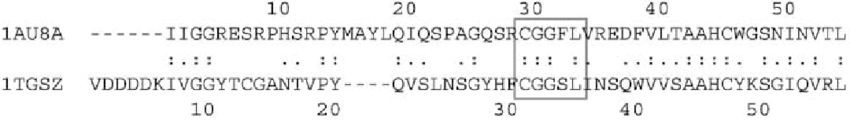 10 20 30 40 50
1AU8A ------IIGGRESRPHSRPYMAYLQIQSPAGQSRCGGFLVREDFVLTAAHCWGSNINVTL
:.:: .. :: :. . . : ::: :. ..:..::::. :.:.: :
1TGSZ VDDDDKIVGGYTCGANTVPY----QVSLNSGYHFCGGSLINSQWVVSAAHCYKSGIQVRL
10 20 30 40 50